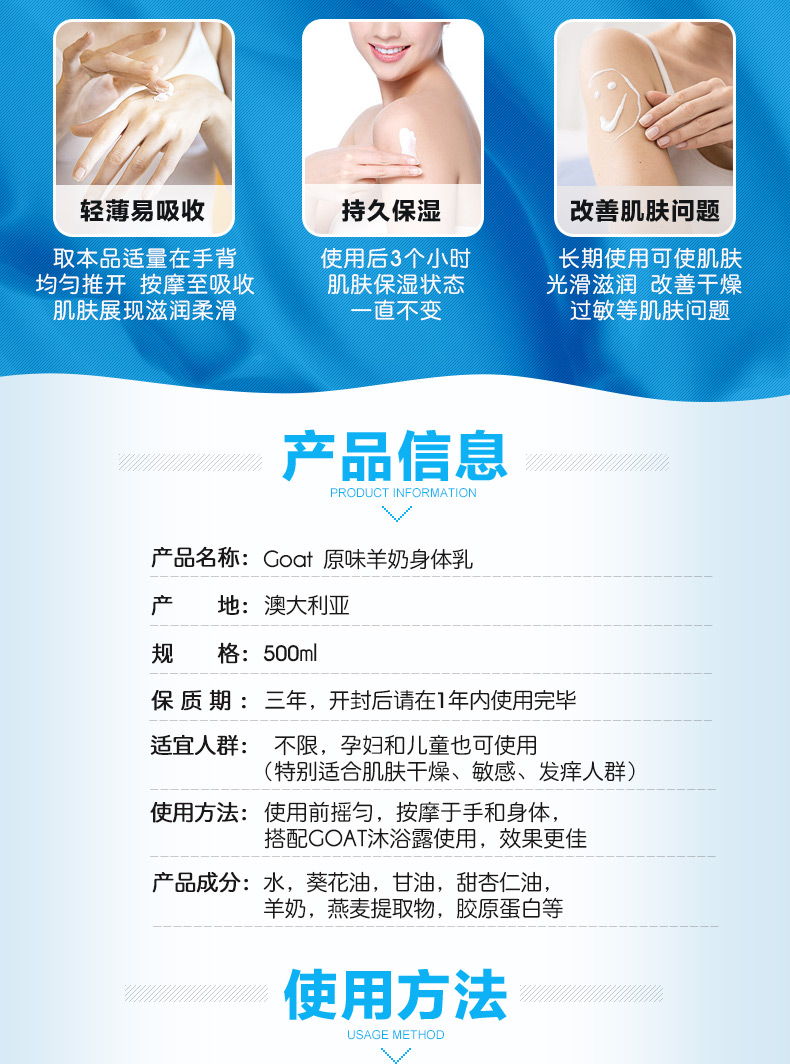 轻薄易吸收
取本品适量在手背
均匀推开 按摩至吸收
肌肤展现滋润柔滑
持久保湿
使用后3个小时
肌肤保湿状态
一直不变
改善肌肤问题
长期使用可使肌肤
光滑滋润 改善干燥
过敏等肌肤问题
产品信息
PRODUCT INFORMATION
产品名称：Goat 原味羊奶身体乳
产 地：澳大利亚
规 格：500ml
保质期：三年，开封后请在1年内使用完毕
适宜人群：不限，孕妇和儿童也可使用
（特别适合肌肤干燥、敏感、发痒人群）
使用方法：使用前摇匀，按摩于手和身体，
搭配GOAT沐浴露使用，效果更佳
产品成分：水，葵花油，甘油，甜杏仁油，
羊奶，燕麦提取物，胶原蛋白等
使用方法
USAGE METHOD